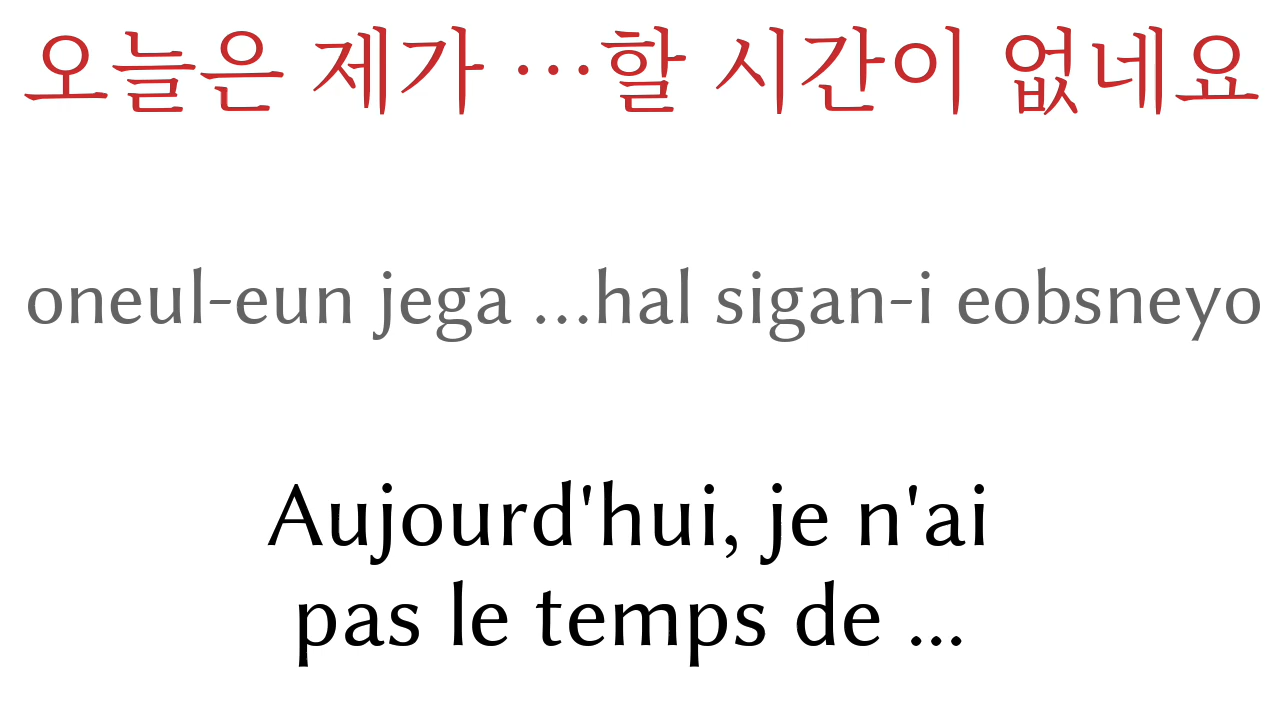 오늘은 제가 …할 시간이 없네요
oneul-eun jega ...hal sigan-i eobsneyo
Aujourd'hui, je n'ai
pas le temps de ...